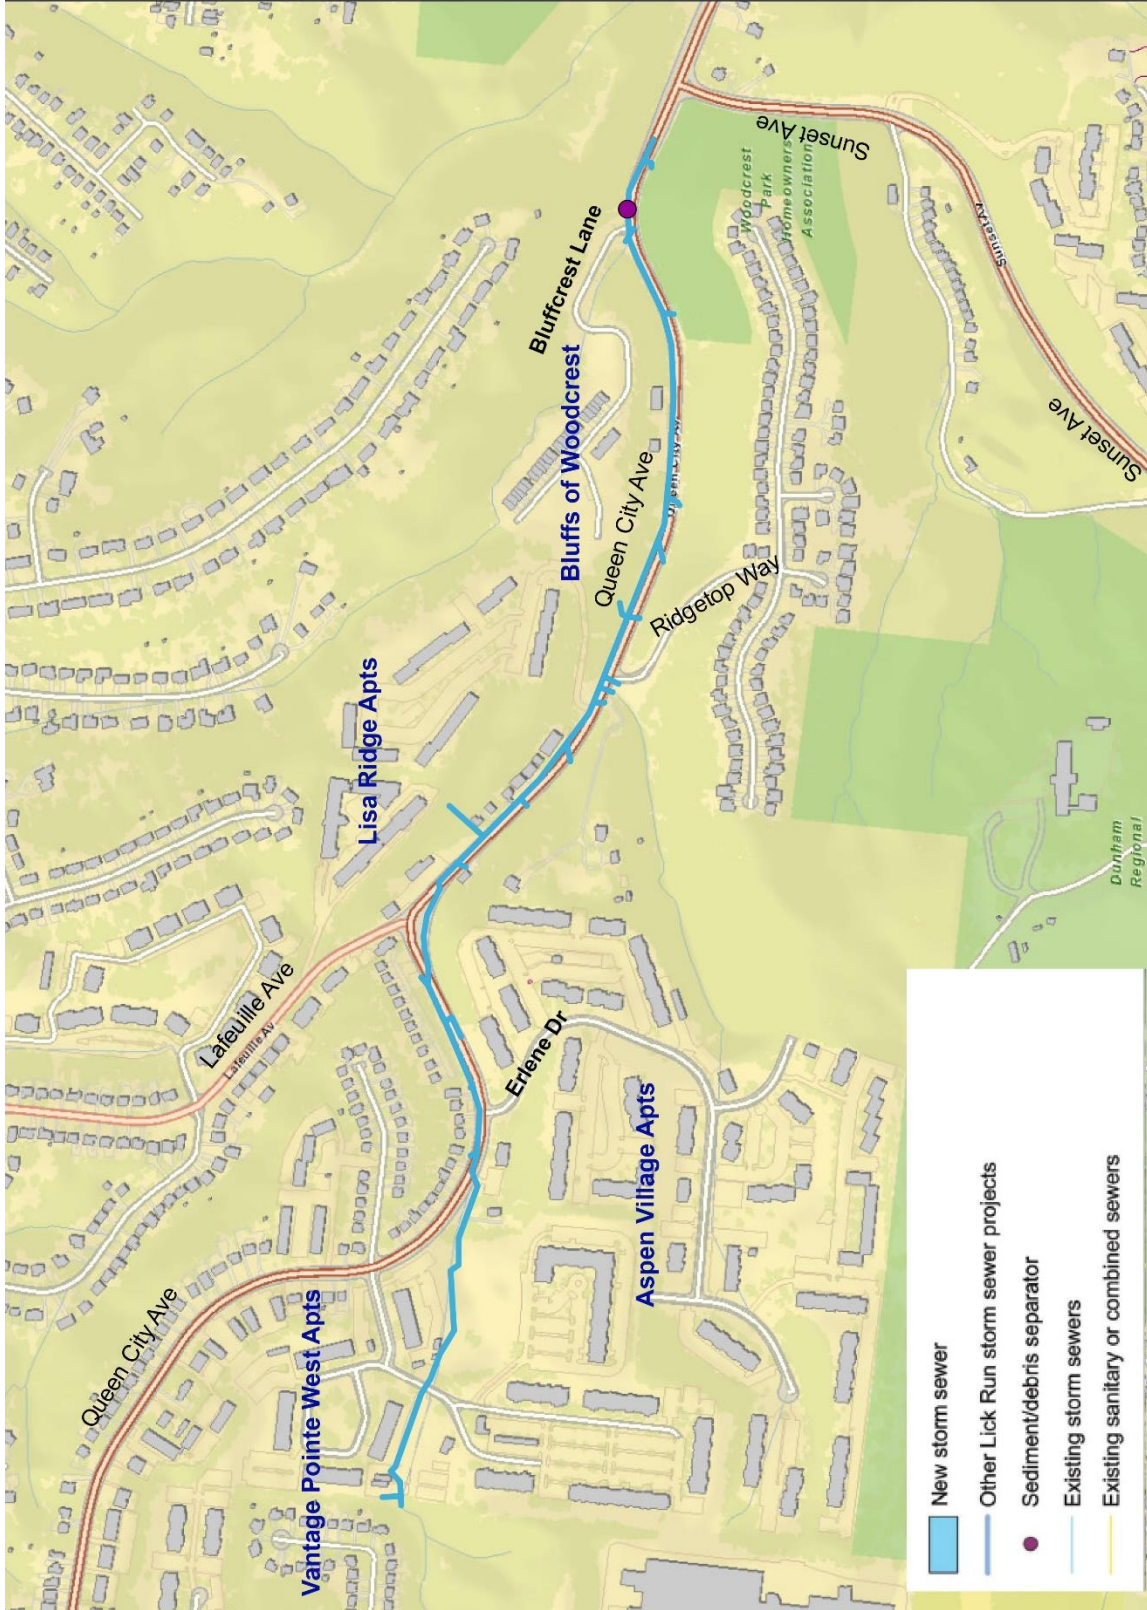 Queen City Ave
Vantage Pointe West Apts
Lafeuille Ave
Lafeuille Av
Lisa Ridge Apts
Bluffcrest Lane
Bluffs of Woodcrest
Queen City Ave
Ridgetop Way
Erlene Dr
Aspen Village Apts
Woodcrest
Park
Homeowners
Association
Sunset Ave
Sunset Av
Sunset Ave
Dunham
Regional
New storm sewer
Other Lick Run storm sewer projects
Sediment/debris separator
Existing storm sewers
Existing sanitary or combined sewers